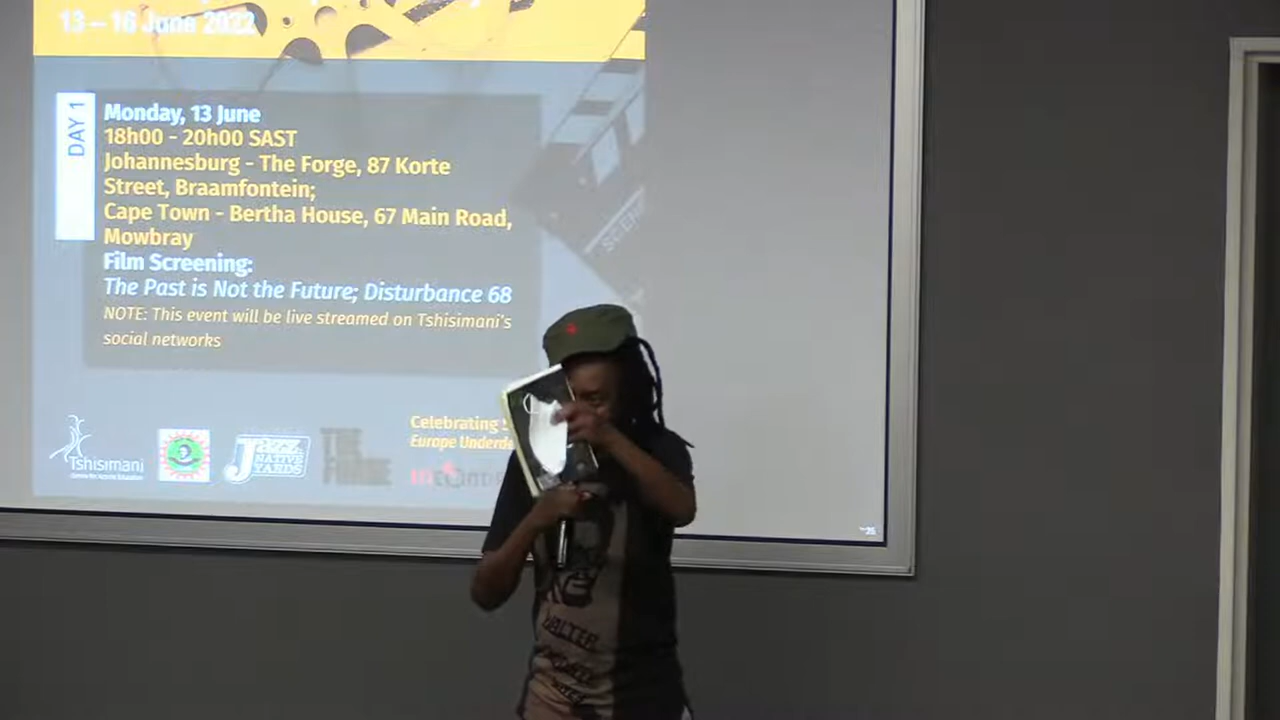 13 – 16 June 2022
DAY 1
Monday, 13 June
18h00 - 20h00 SAST
Johannesburg - The Forge, 87 Korte
Street, Braamfontein;
Cape Town - Bertha House, 67 Main Road,
Mowbray
Film Screening:
The Past is Not the Future; Disturbance 68
NOTE: This event will be live streamed on Tshisimani's
social networks
Celebrating
Europe
Tshisimani
Jazz
NATIVE
YARDS
THE
FORGE
WALTER